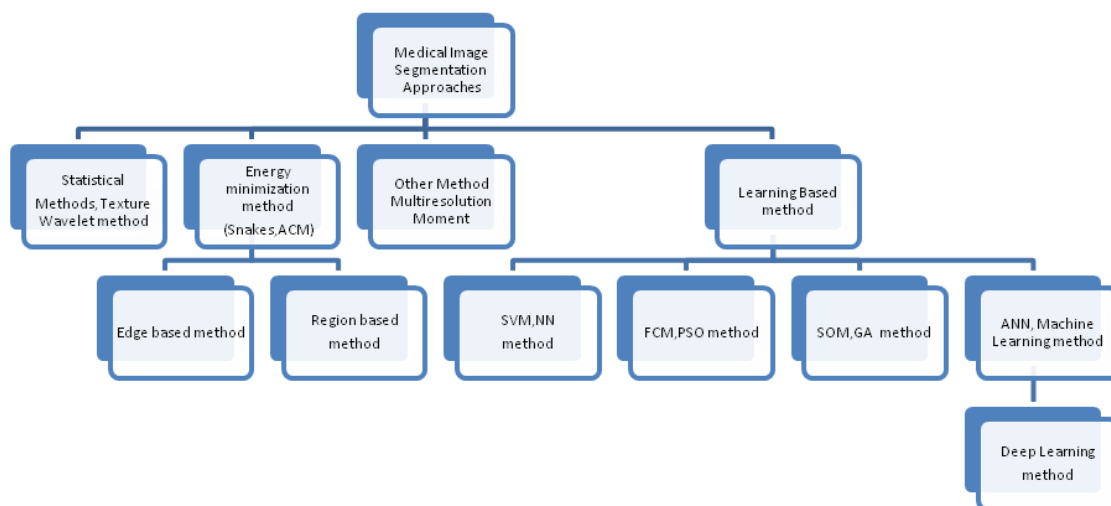 Medical Image
Segmentation
Approaches
Statistical
Methods, Texture
Wavelet method
Energy
minimization
method
(Snakes,ACM)
Other Method
Multiresolution
Moment
Learning Based
method
Edge based method
Region based
method
SVM,NN
method
FCM,PSO method
SOM,GA method
ANN, Machine
Learning method
Deep Learning
method